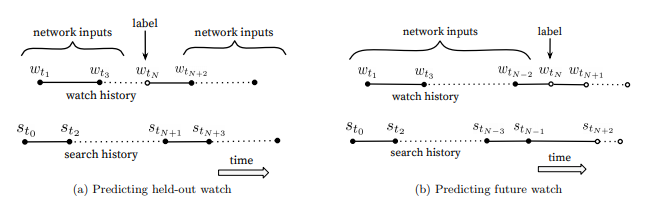 label
network inputs network inputs
w_{t_1} w_{t_3} w_{t_N} w_{t_{N+2}}
watch history
s_{t_0} s_{t_2} s_{t_{N+1}} s_{t_{N+3}}
search history
time
(a) Predicting held-out watch
network inputs label
w_{t_1} w_{t_3} w_{t_{N-2}} w_{t_N} w_{t_{N+1}}
watch history
s_{t_0} s_{t_2} s_{t_{N-3}} s_{t_{N-1}} s_{t_{N+2}}
search history
time
(b) Predicting future watch